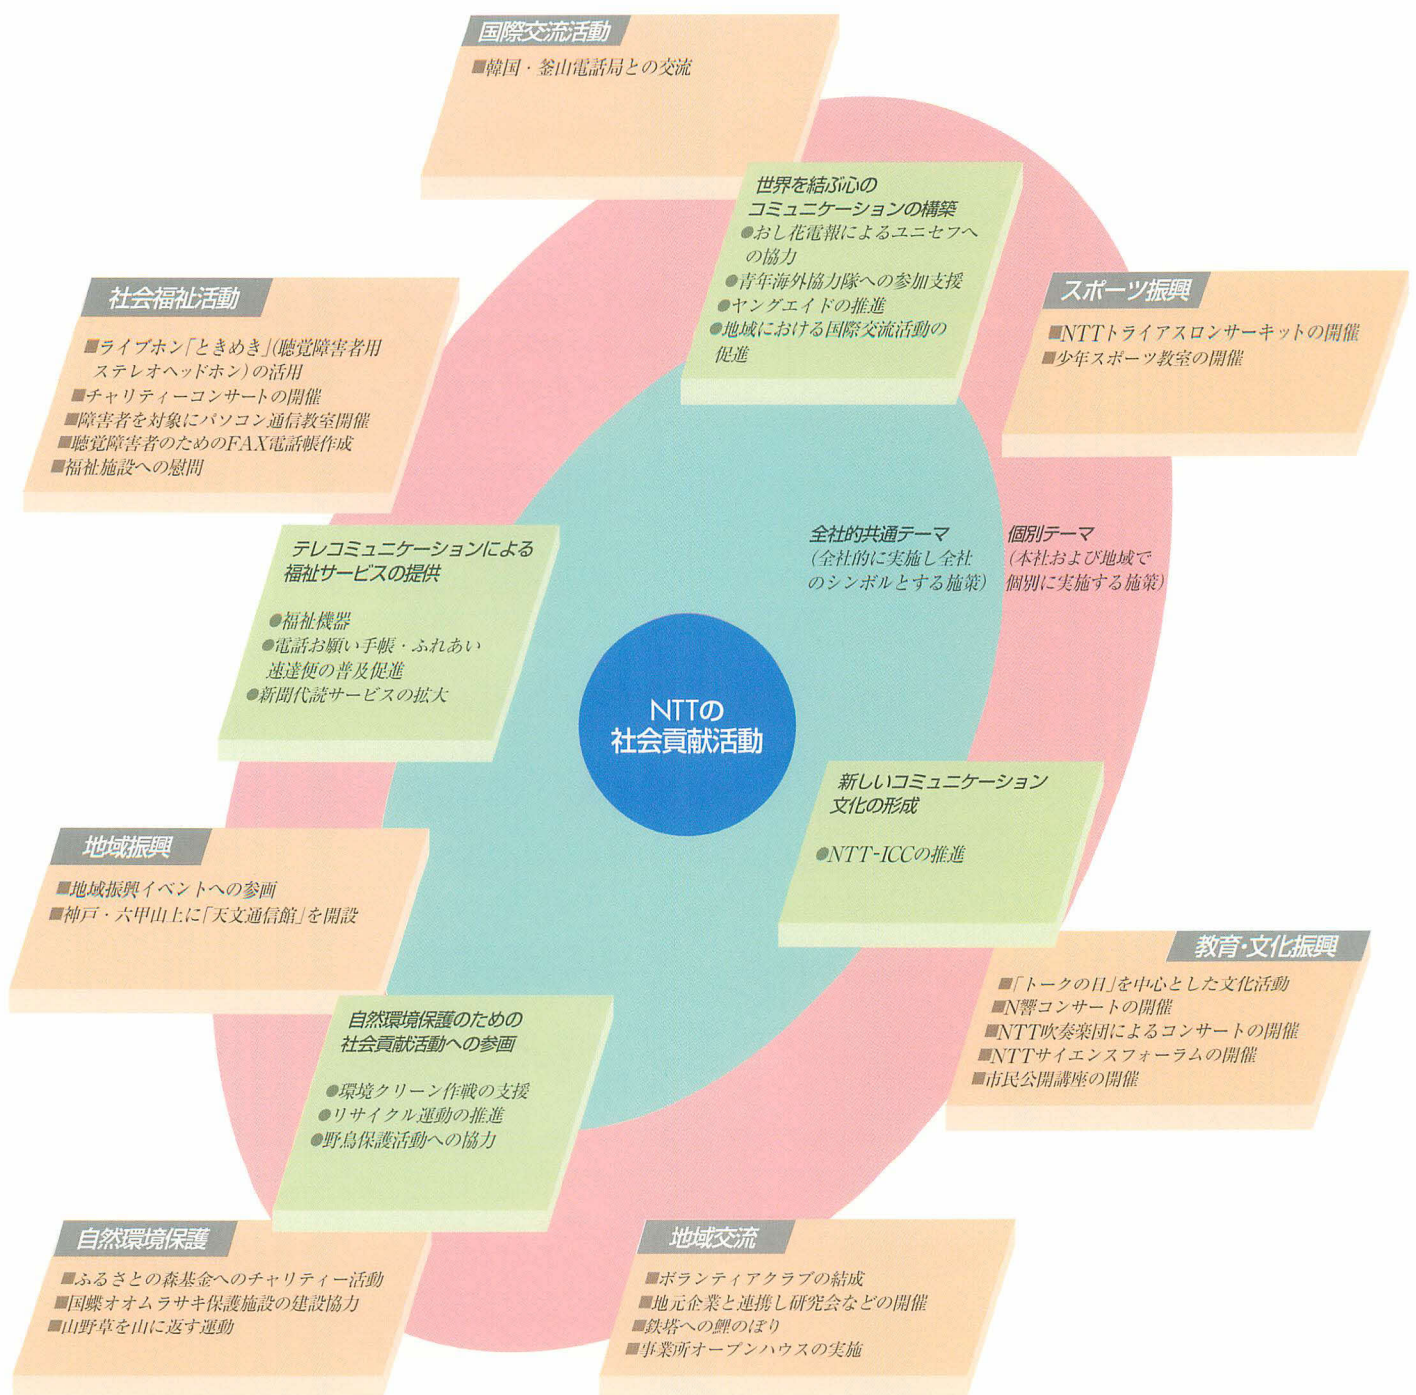 国際交流活動
■韓国・釜山電話局との交流
世界を結ぶ心の
コミュニケーションの構築
●おし花電報によるユニセフへ
の協力
●青年海外協力隊への参加支援
●ヤングエイドの推進
●地域における国際交流活動の
促進
社会福祉活動
■ライブホン「ときめき」(聴覚障害者用
ステレオヘッドホン)の活用
■チャリティーコンサートの開催
■障害者を対象にパソコン通信教室開催
■聴覚障害者のためのFAX電話帳作成
■福祉施設への慰問
スポーツ振興
■NTTトライアスロンサーキットの開催
■少年スポーツ教室の開催
テレコミュニケーションによる
福祉サービスの提供
●福祉機器
●電話お願い手帳・ふれあい
速達便の普及促進
●新聞代読サービスの拡大
全社的共通テーマ
(全社的に実施し全社
のシンボルとする施策)
個別テーマ
(本社および地域で
個別に実施する施策)
NTTの
社会貢献活動
新しいコミュニケーション
文化の形成
●NTT-ICCの推進
地域振興
■地域振興イベントへの参画
■神戸・六甲山上に「天文通信館」を開設
教育・文化振興
■「トークの日」を中心とした文化活動
■N響コンサートの開催
■NTT吹奏楽団によるコンサートの開催
■NTTサイエンスフォーラムの開催
■市民公開講座の開催
自然環境保護のための
社会貢献活動への参画
●環境クリーン作戦の支援
●リサイクル運動の推進
●野鳥保護活動への協力
自然環境保護
■ふるさとの森基金へのチャリティー活動
■国蝶オオムラサキ保護施設の建設協力
■山野草を山に返す運動
地域交流
■ボランティアクラブの結成
■地元企業と連携し研究会などの開催
■鉄塔への鯉のぼり
■事業所オープンハウスの実施